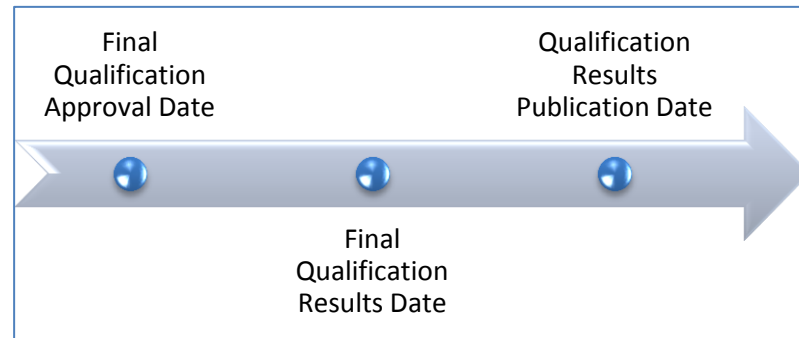 Final
Qualification
Approval Date
Final
Qualification
Results Date
Qualification
Results
Publication Date